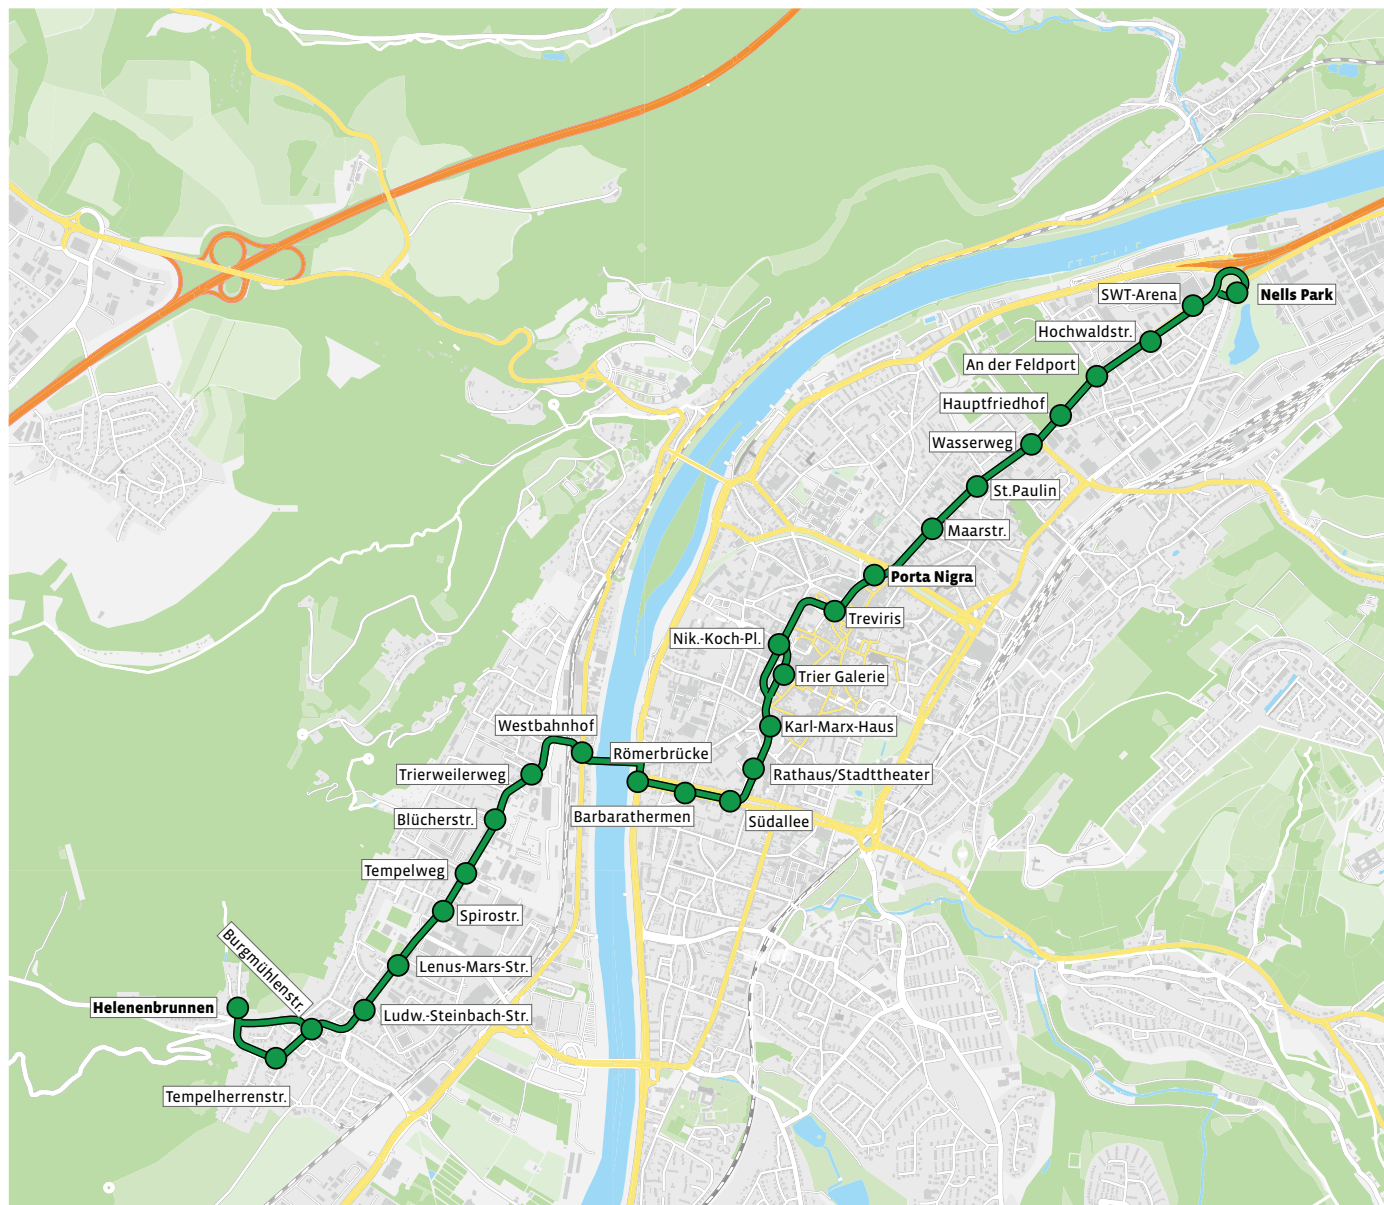 SWT-Arena
Nells Park
Hochwaldstr.
An der Feldport
Hauptfriedhof
Wasserweg
St.Paulin
Maarstr.
Porta Nigra
Treviris
Nik.-Koch-Pl.
Trier Galerie
Karl-Marx-Haus
Westbahnhof
Römerbrücke
Trierweilerweg
Rathaus/Stadttheater
Blücherstr.
Barbarathermen
Südallee
Tempelweg
Spirostr.
Burgmühlenstr.
Lenus-Mars-Str.
Helenenbrunnen
Ludw.-Steinbach-Str.
Tempelherrenstr.